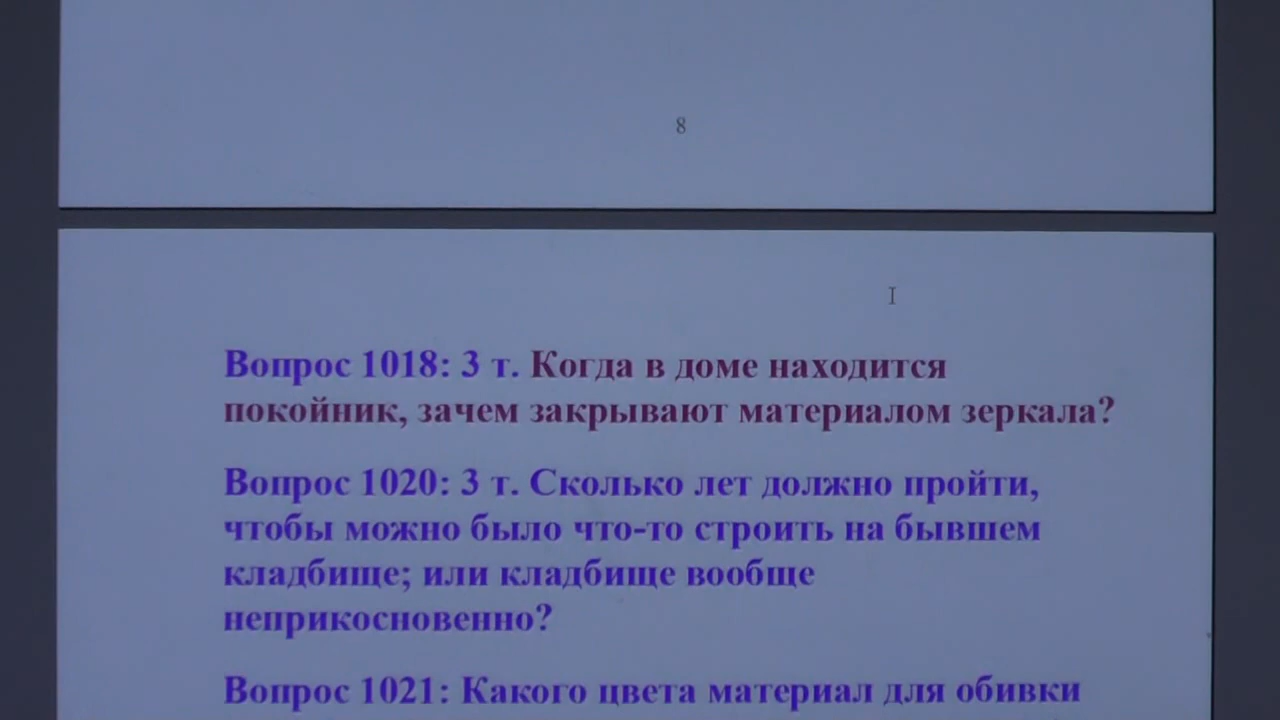 8
Вопрос 1018: 3 т. Когда в доме находится
покойник, зачем закрывают материалом зеркала?
Вопрос 1020: 3 т. Сколько лет должно пройти,
чтобы можно было что-то строить на бывшем
кладбище; или кладбище вообще
неприкосновенно?
Вопрос 1021: Какого цвета материал для обивки